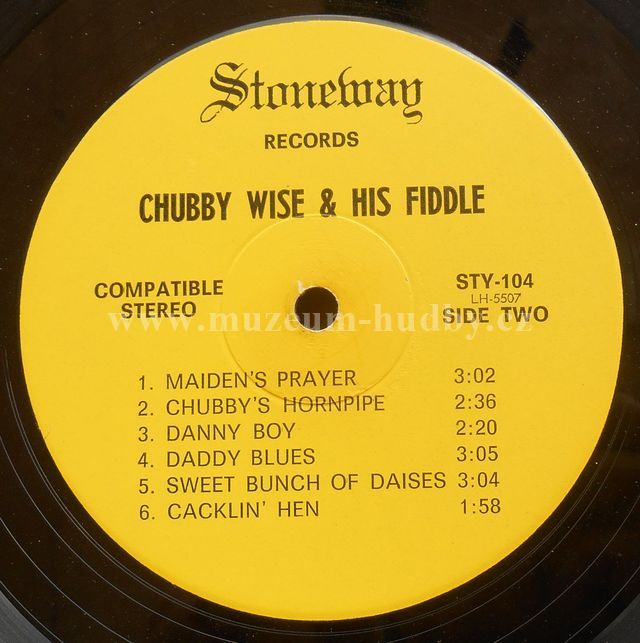 Stoneway
RECORDS
CHUBBY WISE & HIS FIDDLE
COMPATIBLE
STEREO
STY-104
LH-5507
SIDE TWO
www.muzeum-hudby.cz
1. MAIDEN'S PRAYER 3:02
2. CHUBBY'S HORNPIPE 2:36
3. DANNY BOY 2:20
4. DADDY BLUES 3:05
5. SWEET BUNCH OF DAISES 3:04
6. CACKLIN' HEN 1:58